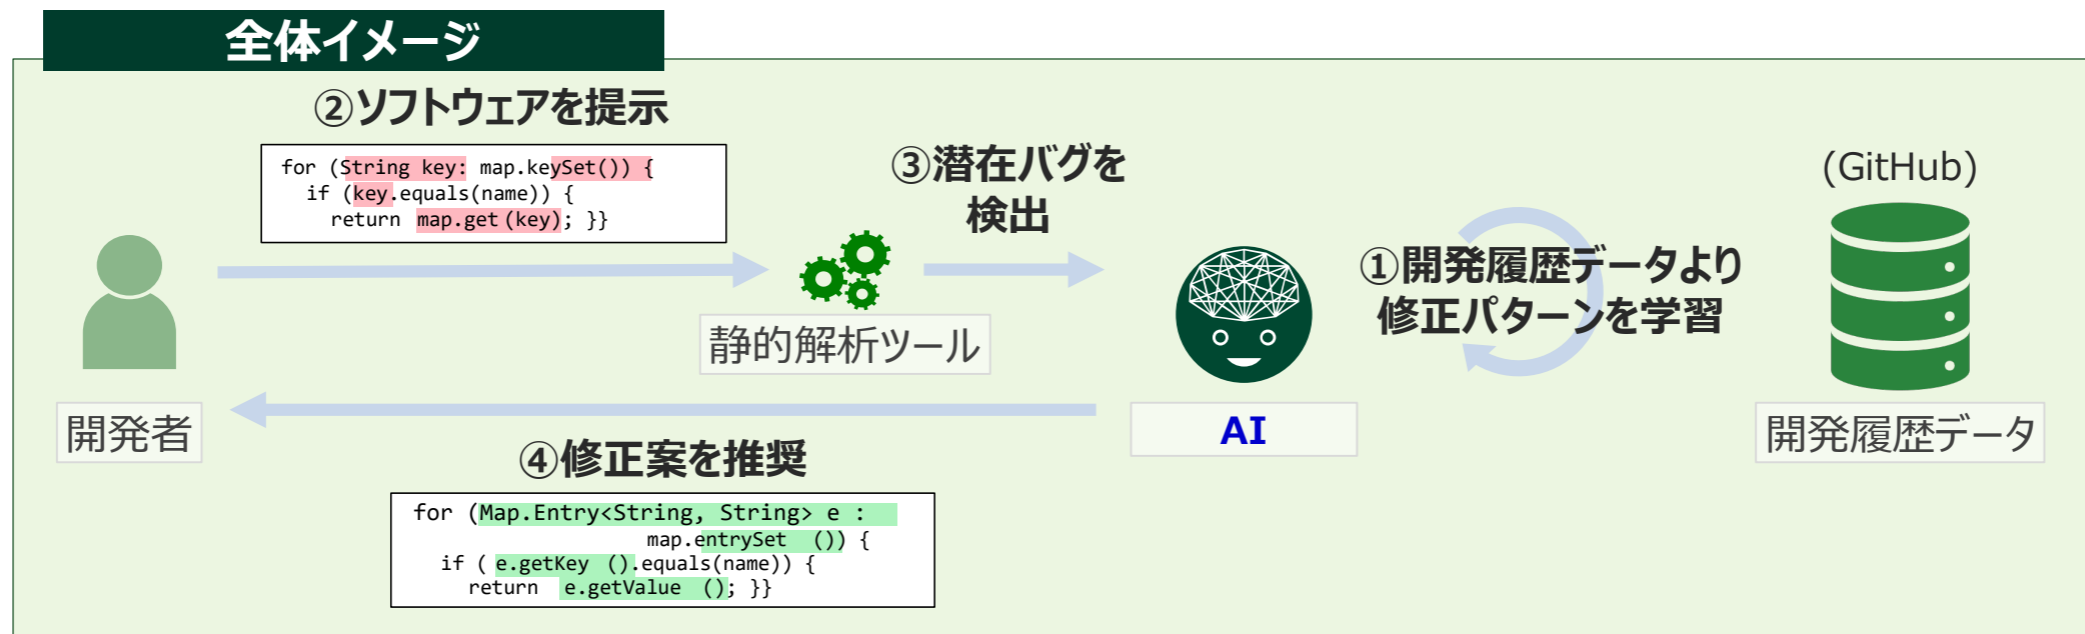 全体イメージ
②ソフトウェアを提示
for (String key: map.keySet()) {
if (key.equals(name)) {
return map.get (key); }}
③潜在バグを
検出
(GitHub)
①開発履歴データより
修正パターンを学習
静的解析ツール
開発者
AI
開発履歴データ
④修正案を推奨
for (Map.Entry<String, String> e :
map.entrySet ()) {
if ( e.getKey ().equals(name)) {
return e.getValue (); }}